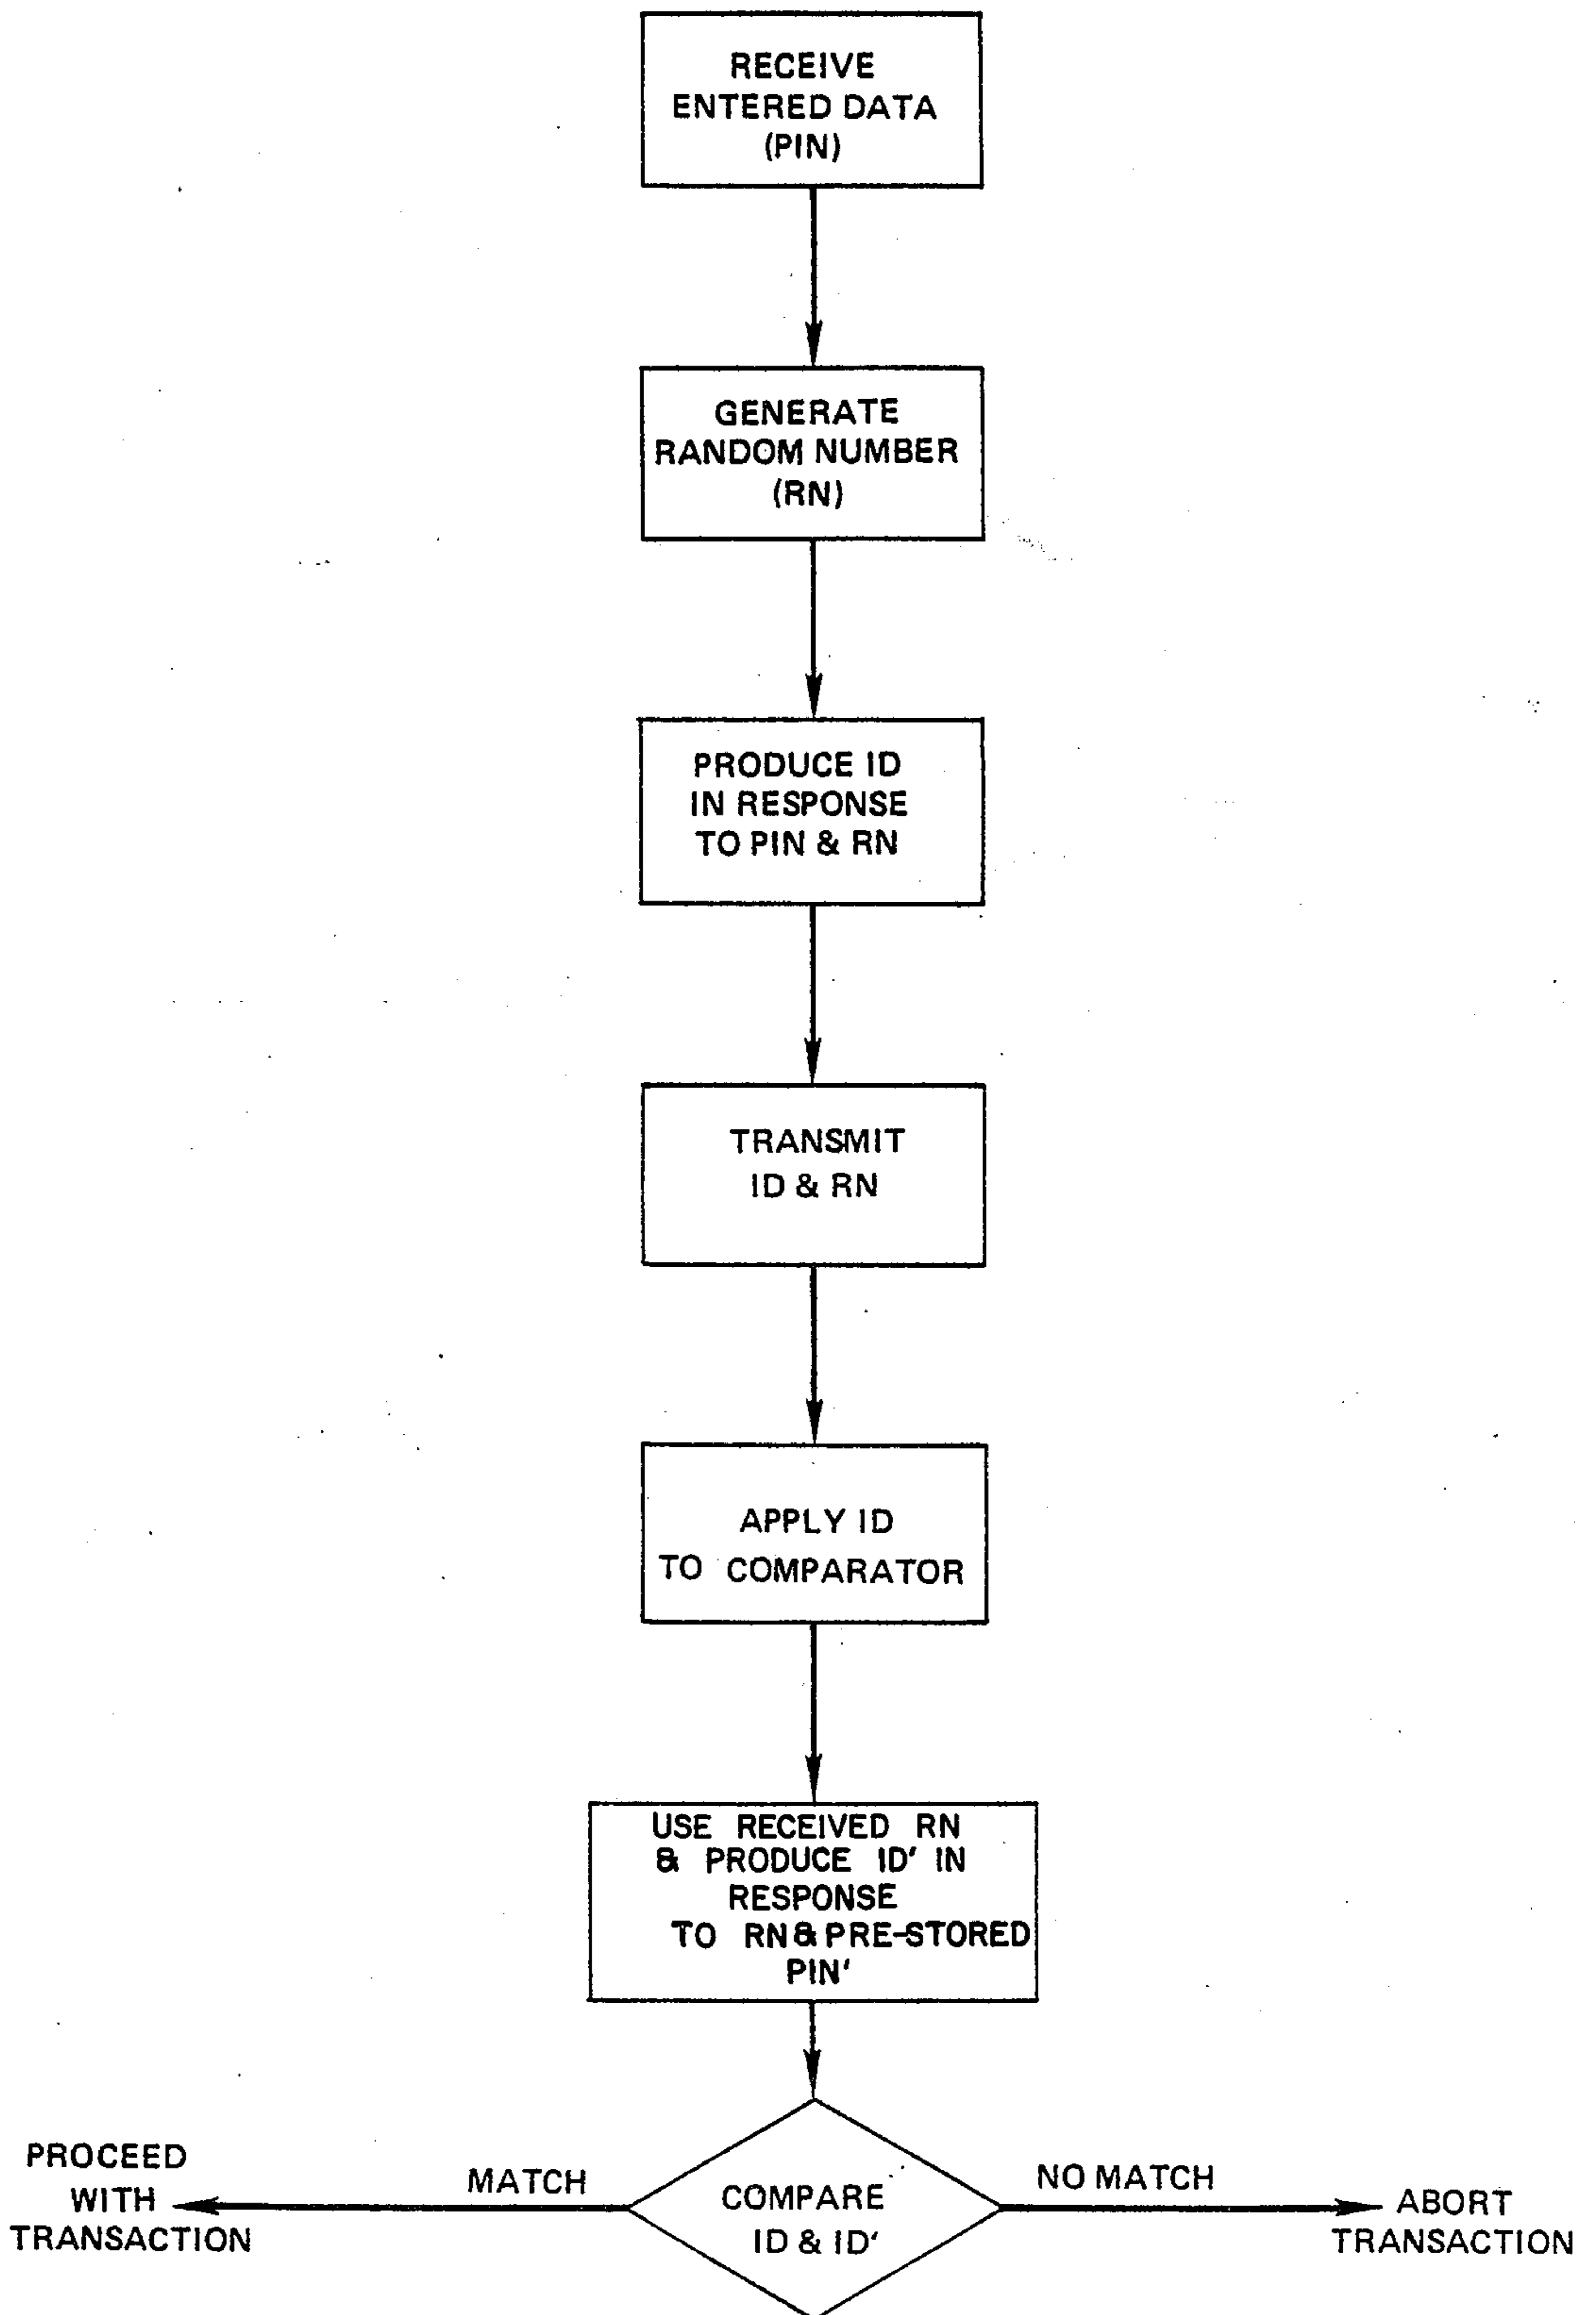 RECEIVE
ENTERED DATA
(PIN)
GENERATE
RANDOM NUMBER
(RN)
PRODUCE ID
IN RESPONSE
TO PIN & RN
TRANSMIT
ID & RN
APPLY ID
TO COMPARATOR
USE RECEIVED RN
& PRODUCE ID' IN
RESPONSE
TO RN & PRE-STORED
PIN'
PROCEED
WITH
TRANSACTION
MATCH
COMPARE
ID & ID'
NO MATCH
ABORT
TRANSACTION